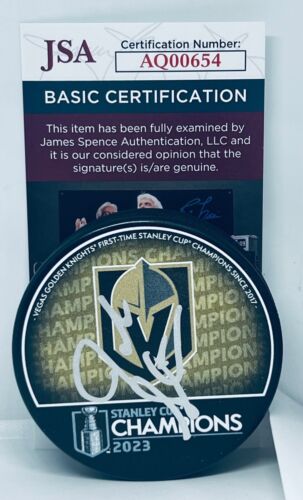 JSA
Certification Number:
AQ00654
BASIC CERTIFICATION
This item has been fully examined by
James Spence Authentication, LLC and
it is our considered opinion that the
signature(s) is/are genuine.
VEGAS GOLDEN KNIGHTS® FIRST-TIME STANLEY CUP® CHAMPIONS SINCE 2017
CHAMPIONS
STANLEY CUP
CHAMPIONS
2023